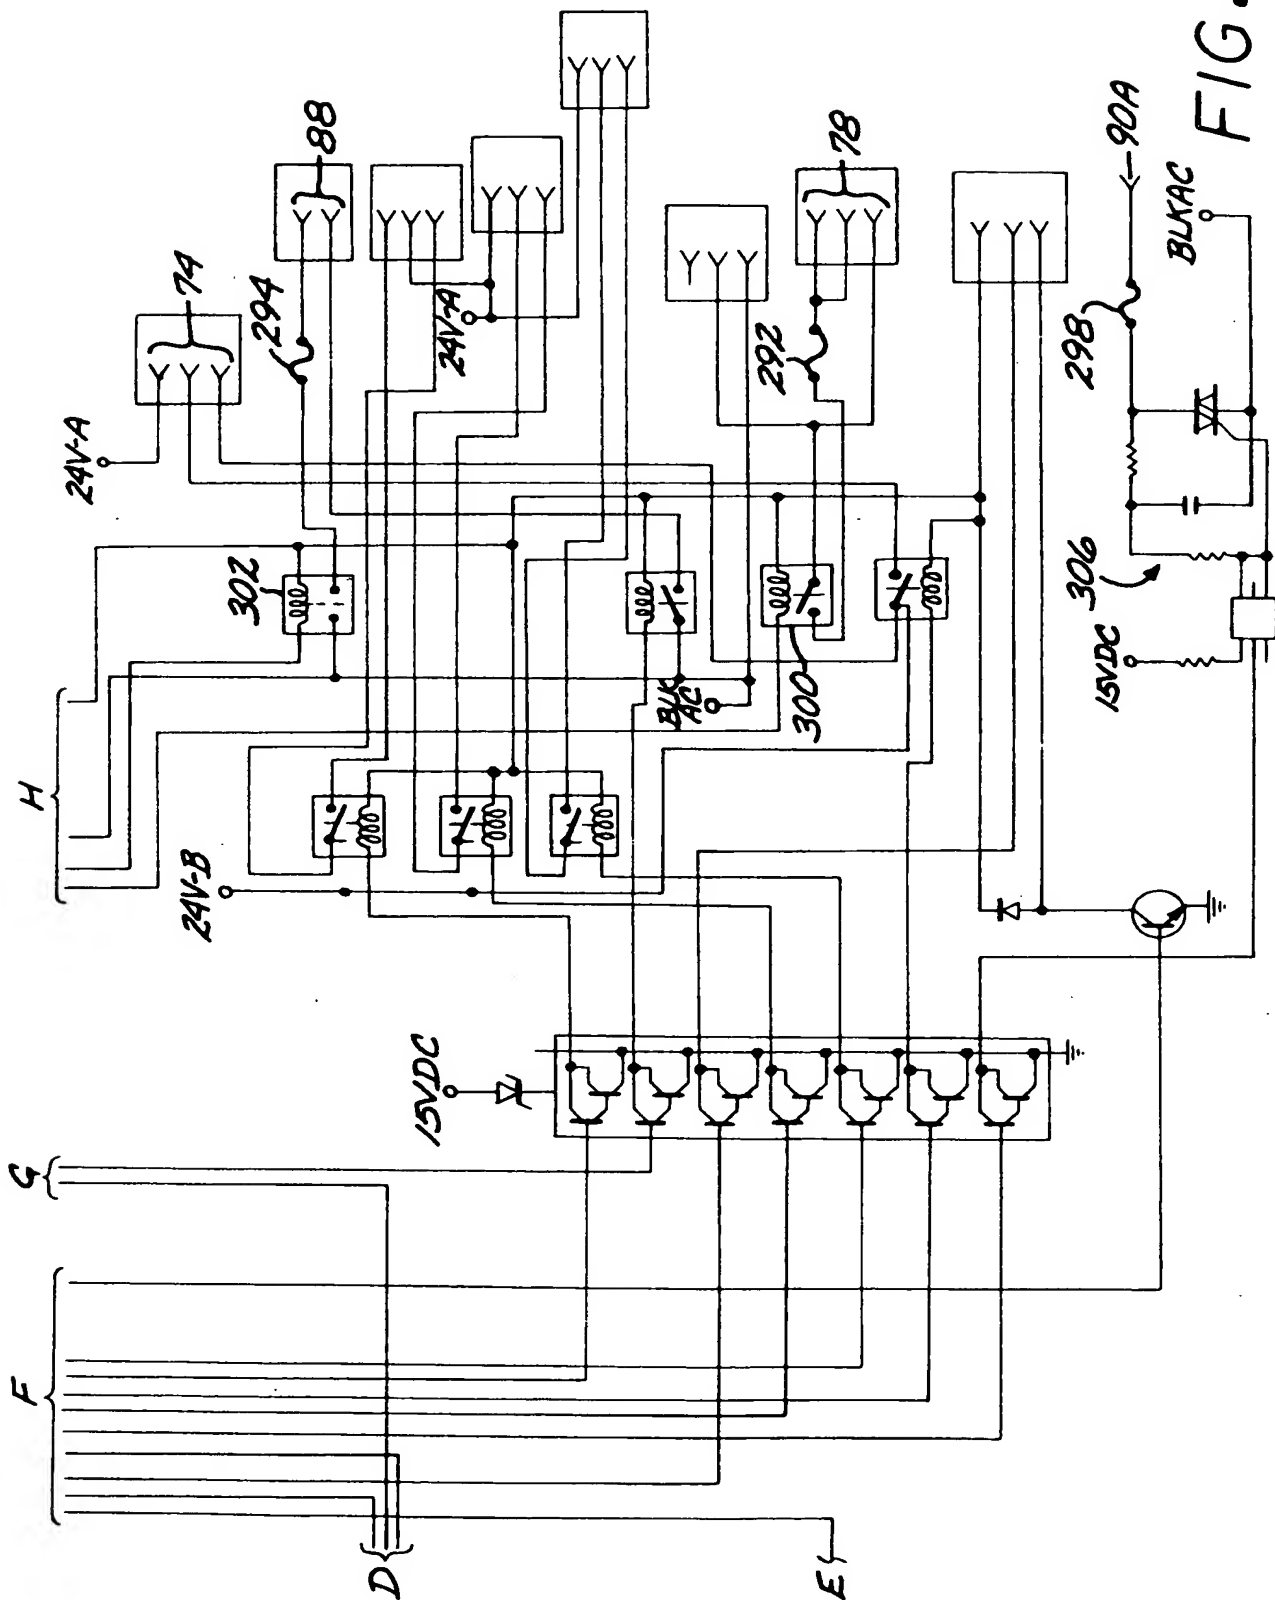 H
G
F
D
E
24V-A
74
294
88
302
24V-A
24V-B
BLK
AC
300
292
78
15VDC
306
15VDC
298
90A
BLKAC
FIG.